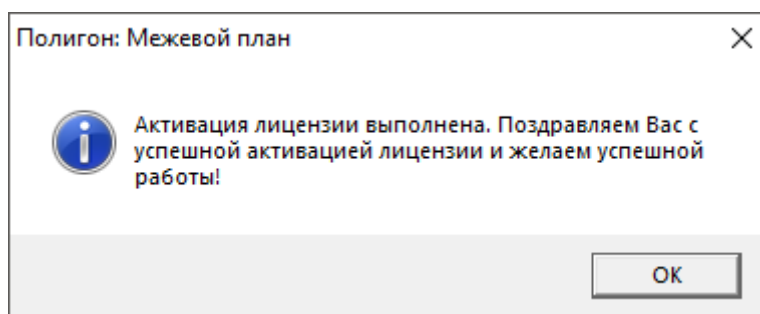 Полигон: Межевой план
Активация лицензии выполнена. Поздравляем Вас с
успешной активацией лицензии и желаем успешной
работы!
OK